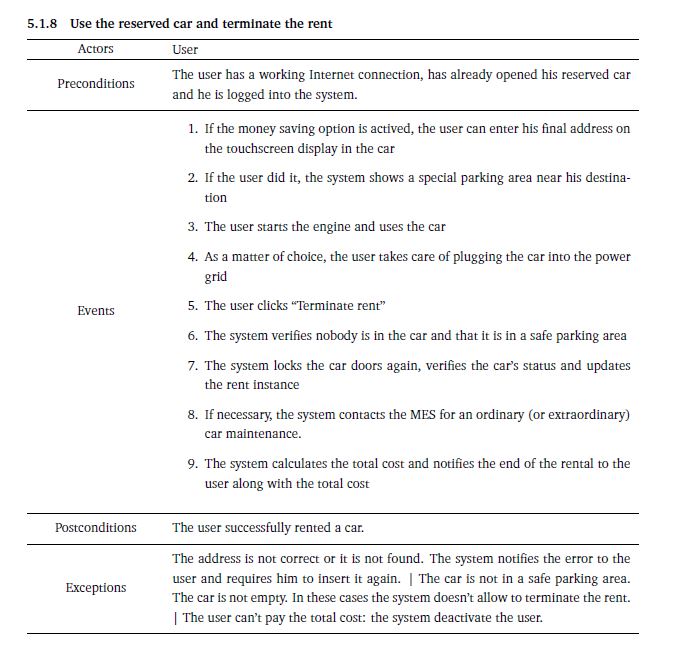 5.1.8 Use the reserved car and terminate the rent
Actors User
Preconditions
The user has a working Internet connection, has already opened his reserved car
and he is logged into the system.
Events
1. If the money saving option is actived, the user can enter his final address on
the touchscreen display in the car
2. If the user did it, the system shows a special parking area near his destina-
tion
3. The user starts the engine and uses the car
4. As a matter of choice, the user takes care of plugging the car into the power
grid
5. The user clicks “Terminate rent”
6. The system verifies nobody is in the car and that it is in a safe parking area
7. The system locks the car doors again, verifies the car’s status and updates
the rent instance
8. If necessary, the system contacts the MES for an ordinary (or extraordinary)
car maintenance.
9. The system calculates the total cost and notifies the end of the rental to the
user along with the total cost
Postconditions The user successfully rented a car.
Exceptions
The address is not correct or it is not found. The system notifies the error to the
user and requires him to insert it again. | The car is not in a safe parking area.
The car is not empty. In these cases the system doesn’t allow to terminate the rent.
| The user can’t pay the total cost: the system deactivate the user.